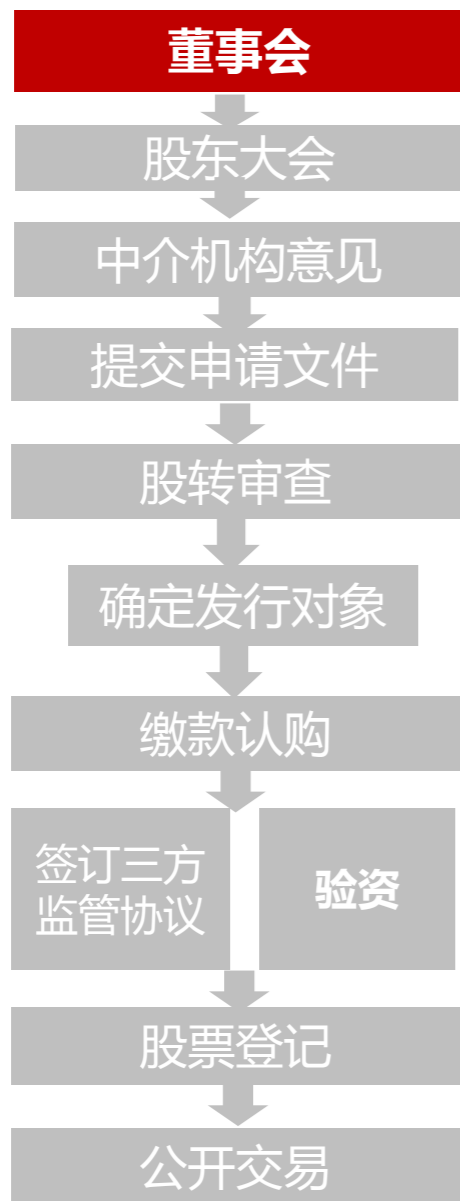 董事会
股东大会
中介机构意见
提交申请文件
股转审查
确定发行对象
缴款认购
签订三方
监管协议
验资
股票登记
公开交易